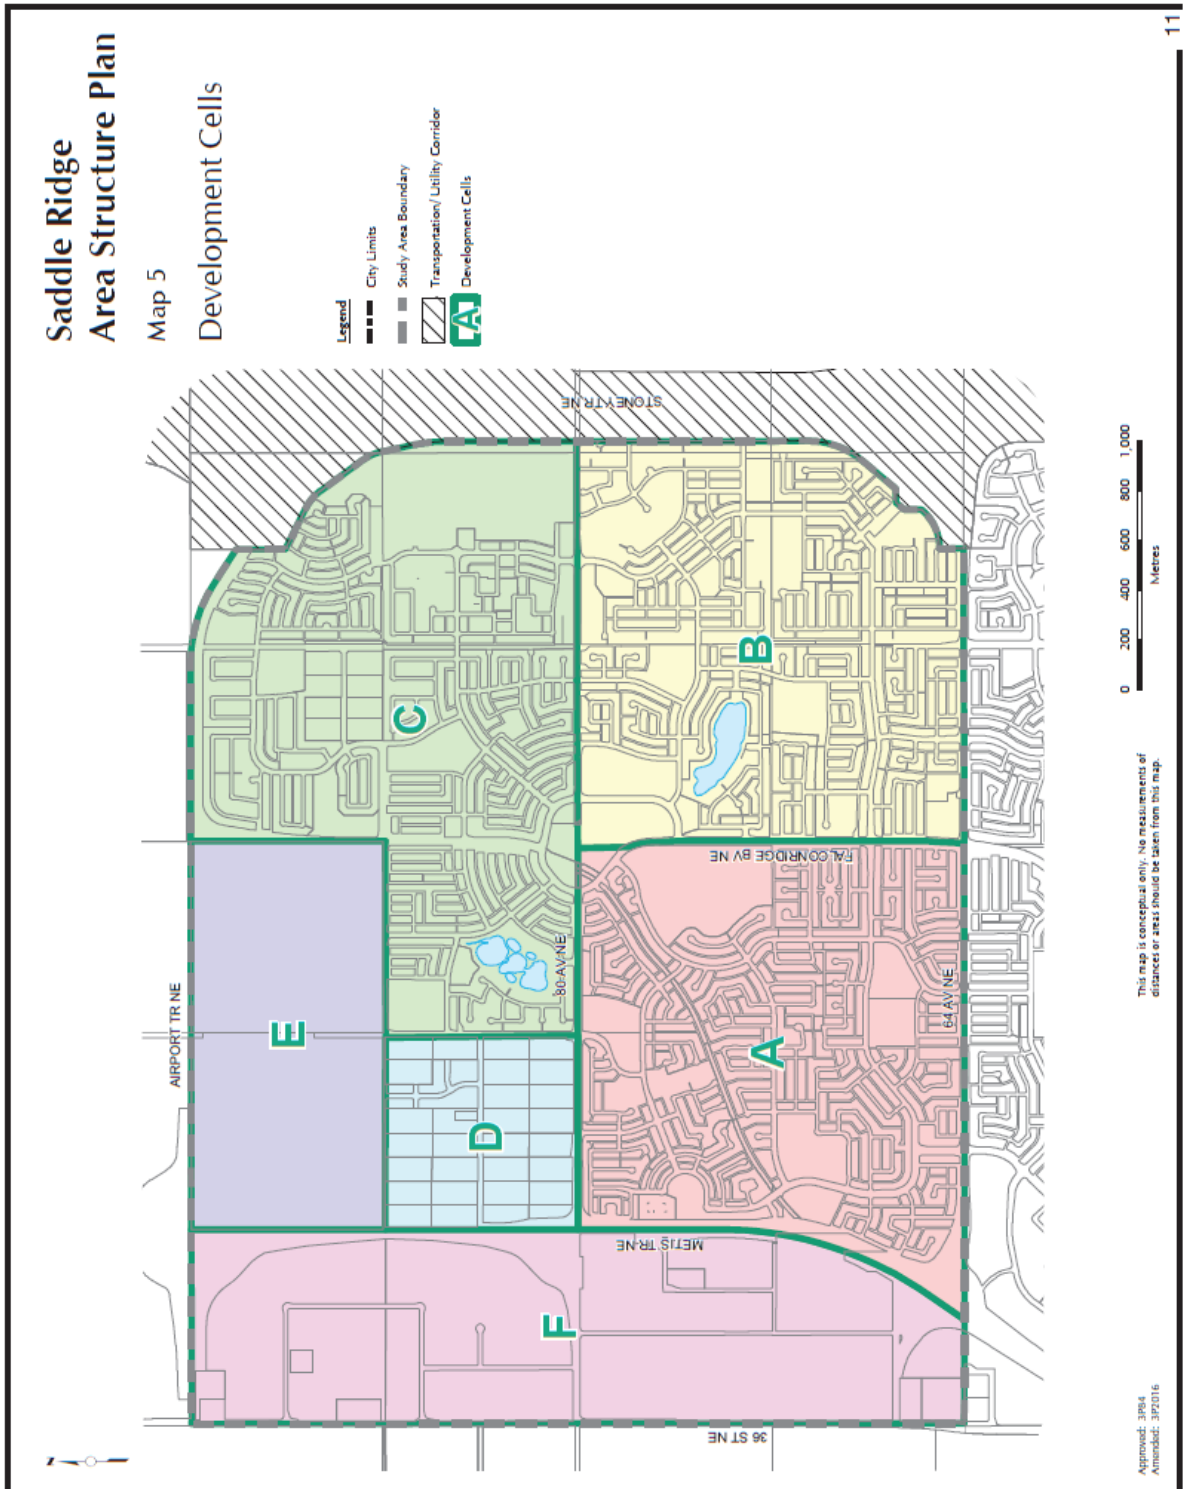 Saddle Ridge
Area Structure Plan
Map 5
Development Cells
Legend
City Limits
Study Area Boundary
Transportation/ Utility Corridor
A
Development Cells
AIRPORT TR NE
STONEY TR NE
E
C
D
80 AV NE
B
FALCONRIDGE BV NE
A
64 AV NE
METIS TR NE
F
36 ST NE
0 200 400 600 800 1,000
Metres
This map is conceptual only. No measurements of
distances or areas should be taken from this map.
Approved: 3P84
Amended: 3P2016
11